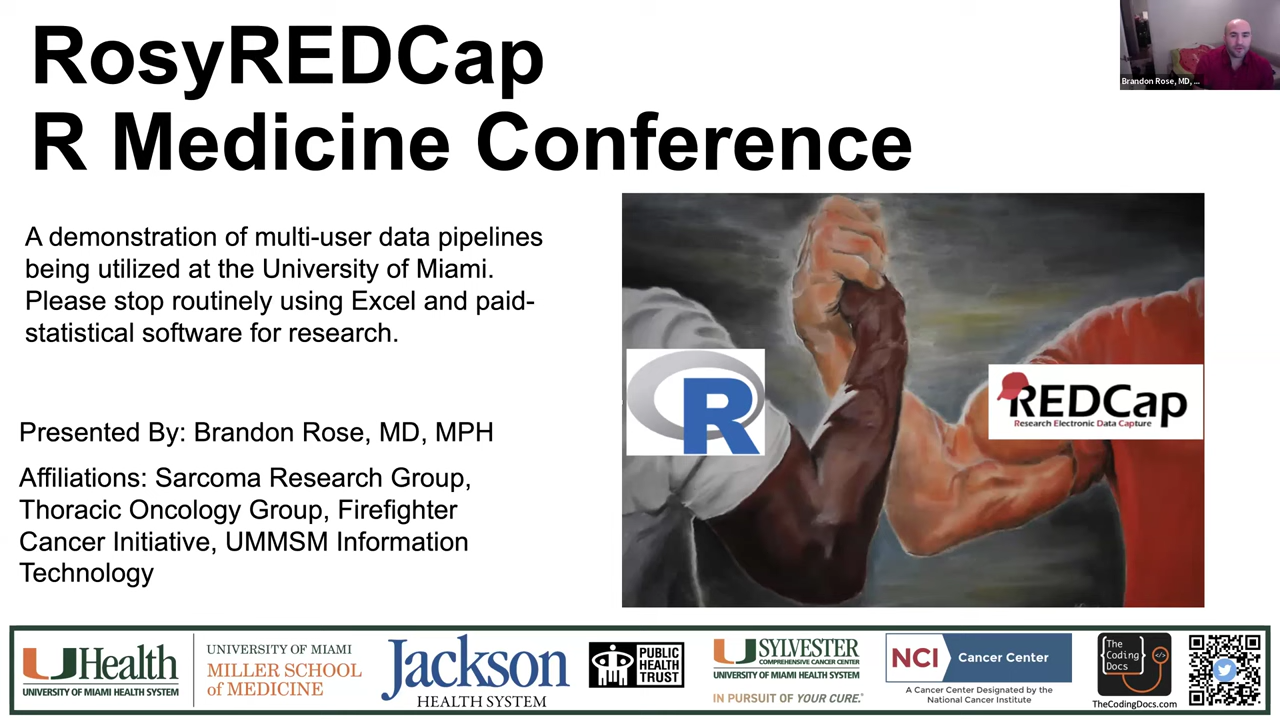 RosyREDCap
R Medicine Conference
Brandon Rose, MD, ...
A demonstration of multi-user data pipelines
being utilized at the University of Miami.
Please stop routinely using Excel and paid-
statistical software for research.
R
REDCap
Research Electronic Data Capture
Presented By: Brandon Rose, MD, MPH
Affiliations: Sarcoma Research Group,
Thoracic Oncology Group, Firefighter
Cancer Initiative, UMMSM Information
Technology
UHealth
UNIVERSITY OF MIAMI HEALTH SYSTEM
UNIVERSITY OF MIAMI
MILLER SCHOOL
of MEDICINE
Jackson
HEALTH SYSTEM
PUBLIC
HEALTH
TRUST
SYLVESTER
COMPREHENSIVE CANCER CENTER
UNIVERSITY OF MIAMI HEALTH SYSTEM
IN PURSUIT OF YOUR CURE.®
NCI Cancer Center
A Cancer Center Designated by the
National Cancer Institute
The
Coding
Docs
</>
TheCodingDocs.com